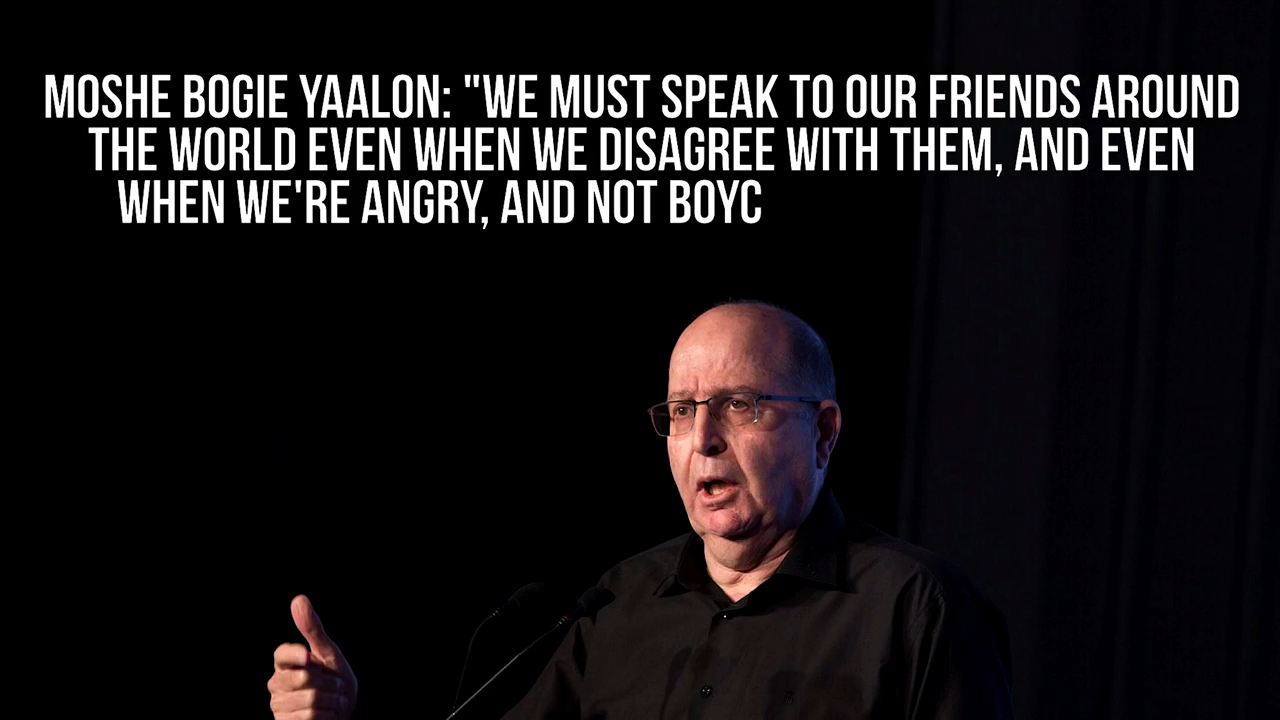 MOSHE BOGIE YAALON: "WE MUST SPEAK TO OUR FRIENDS AROUND
THE WORLD EVEN WHEN WE DISAGREE WITH THEM, AND EVEN
WHEN WE'RE ANGRY, AND NOT BOYC